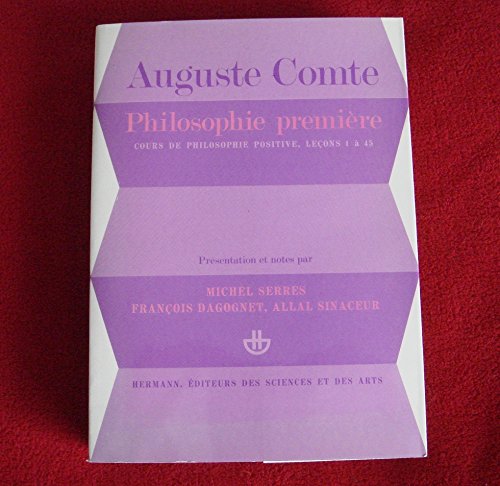 Auguste Comte
Philosophie première
COURS DE PHILOSOPHIE POSITIVE, LEÇONS 1 à 45
Présentation et notes par
MICHEL SERRES
FRANÇOIS DAGOGNET, ALLAL SINACEUR
HERMANN, ÉDITEURS DES SCIENCES ET DES ARTS